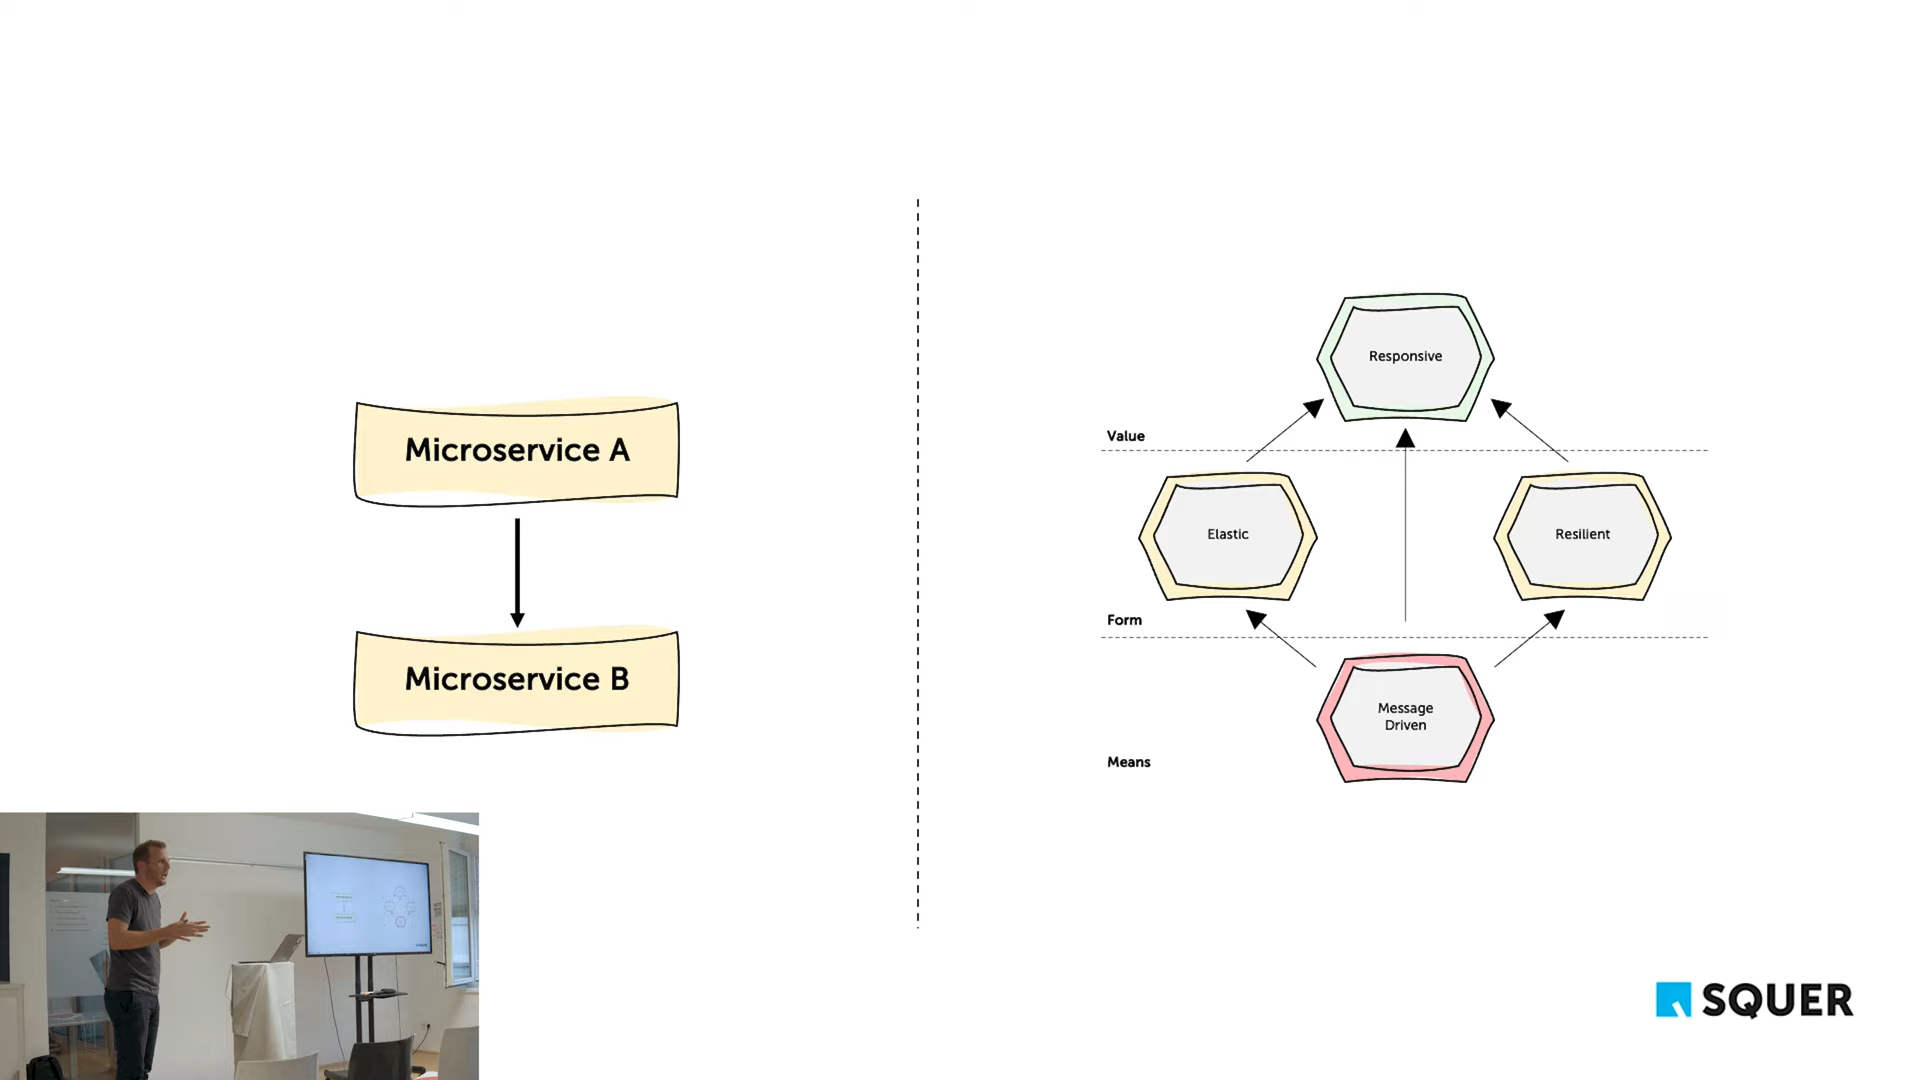 Microservice A
Microservice B
Responsive
Value
Elastic
Resilient
Form
Message
Driven
Means
SQUER